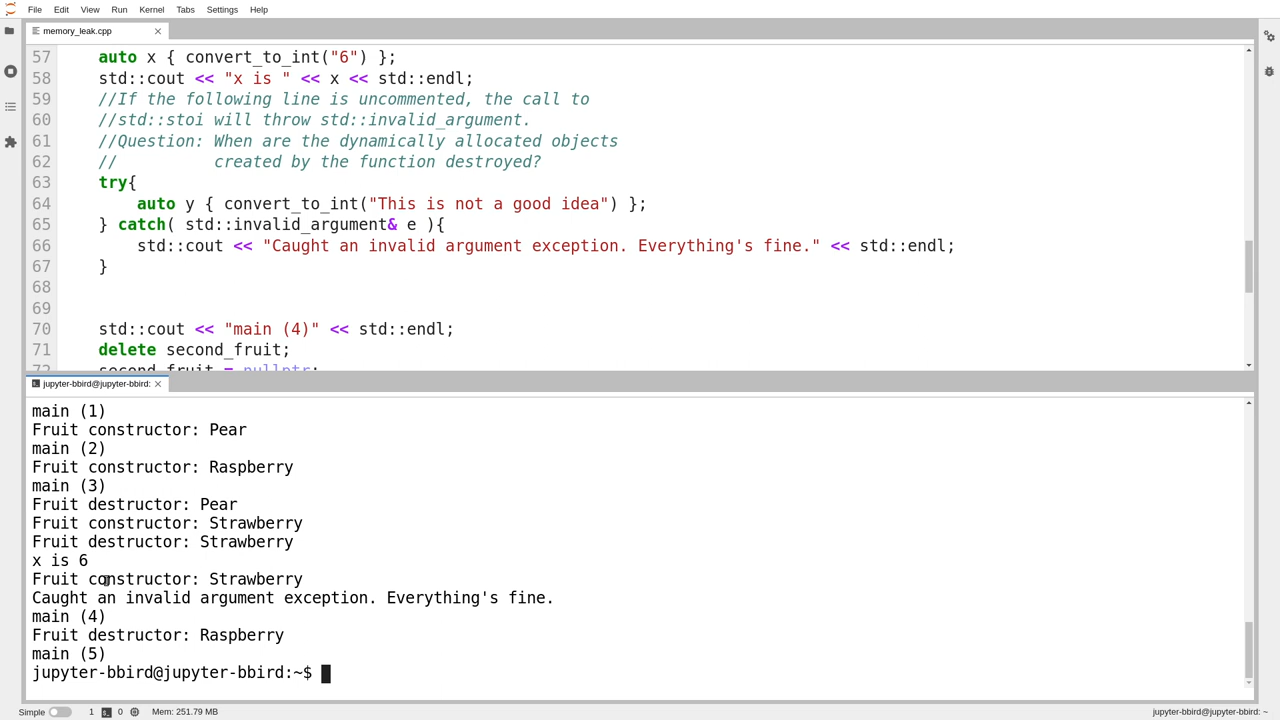 File Edit View Run Kernel Tabs Settings Help
memory_leak.cpp
57 auto x { convert_to_int("6") };
58 std::cout << "x is " << x << std::endl;
59 //If the following line is uncommented, the call to
60 //std::stoi will throw std::invalid_argument.
61 //Question: When are the dynamically allocated objects
62 // created by the function destroyed?
63 try{
64 auto y { convert_to_int("This is not a good idea") };
65 } catch( std::invalid_argument& e ){
66 std::cout << "Caught an invalid argument exception. Everything's fine." << std::endl;
67 }
68
69
70 std::cout << "main (4)" << std::endl;
71 delete second_fruit;
72 second_fruit = nullptr;
jupyter-bbird@jupyter-bbird:
main (1)
Fruit constructor: Pear
main (2)
Fruit constructor: Raspberry
main (3)
Fruit destructor: Pear
Fruit constructor: Strawberry
Fruit destructor: Strawberry
x is 6
Fruit constructor: Strawberry
Caught an invalid argument exception. Everything's fine.
main (4)
Fruit destructor: Raspberry
main (5)
jupyter-bbird@jupyter-bbird:~$
Simple 1 0 Mem: 251.79 MB jupyter-bbird@jupyter-bbird: ~